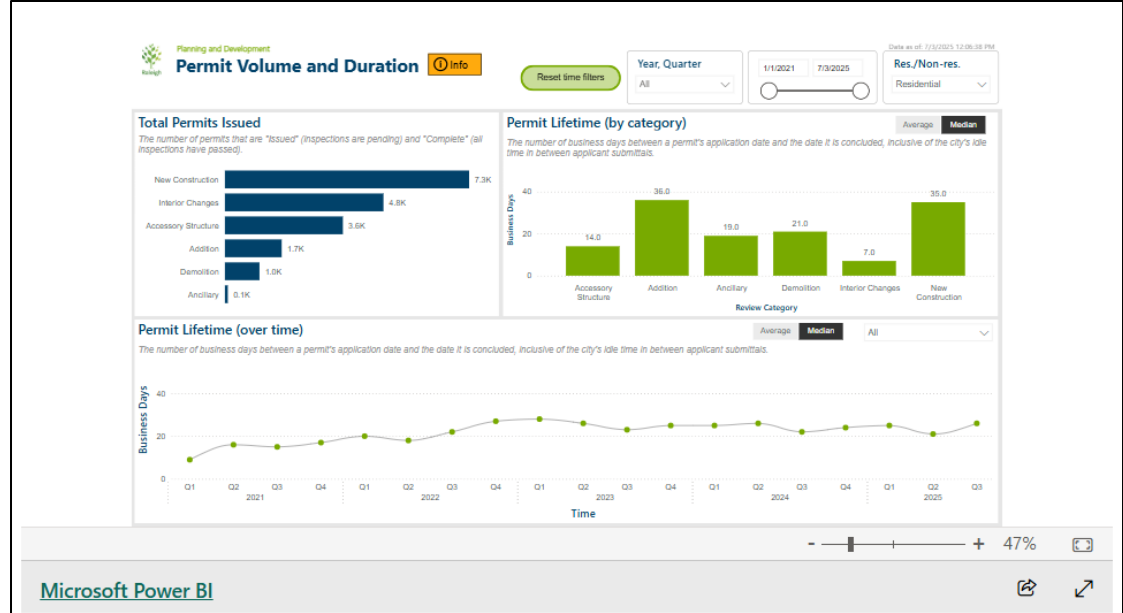 Planning and Development
Permit Volume and Duration
Info
Raleigh
Reset time filters
Year, Quarter
All
1/1/2021 7/3/2025
Data as of: 7/3/2025 12:06:38 PM
Res./Non-res.
Residential
Total Permits Issued
The number of permits that are "Issued" (inspections are pending) and "Complete" (all
inspections have passed).
New Construction 7.3K
Interior Changes 4.8K
Accessory Structure 3.6K
Addition 1.7K
Demolition 1.0K
Ancillary 0.1K
Permit Lifetime (by category)
Average Median
The number of business days between a permit's application date and the date it is concluded, inclusive of the city's idle
time in between applicant submittals.
Business Days
40
20
0
14.0 36.0 19.0 21.0 7.0 35.0
Accessory Structure Addition Ancillary Demolition Interior Changes New Construction
Review Category
Permit Lifetime (over time)
Average Median All
The number of business days between a permit's application date and the date it is concluded, inclusive of the city's idle time in between applicant submittals.
Business Days
40
20
0
Q1 Q2 Q3 Q4 Q1 Q2 Q3 Q4 Q1 Q2 Q3 Q4 Q1 Q2 Q3 Q4 Q1 Q2 Q3
2021 2022 2023 2024 2025
Time
- + 47%
Microsoft Power BI